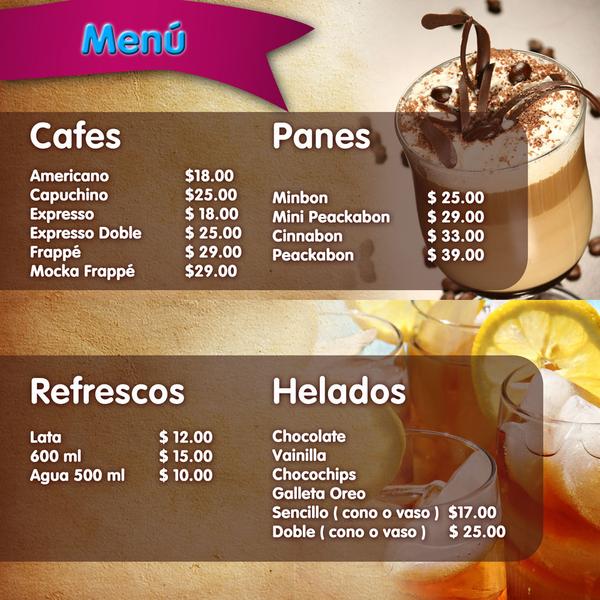 Menú
Cafes
Americano $18.00
Capuchino $25.00
Expresso $ 18.00
Expresso Doble $ 25.00
Frappé $ 29.00
Mocka Frappé $29.00
Panes
Minbon $ 25.00
Mini Peackabon $ 29.00
Cinnabon $ 33.00
Peackabon $ 39.00
Refrescos
Lata $ 12.00
600 ml $ 15.00
Agua 500 ml $ 10.00
Helados
Chocolate
Vainilla
Chocochips
Galleta Oreo
Sencillo ( cono o vaso ) $17.00
Doble ( cono o vaso ) $ 25.00